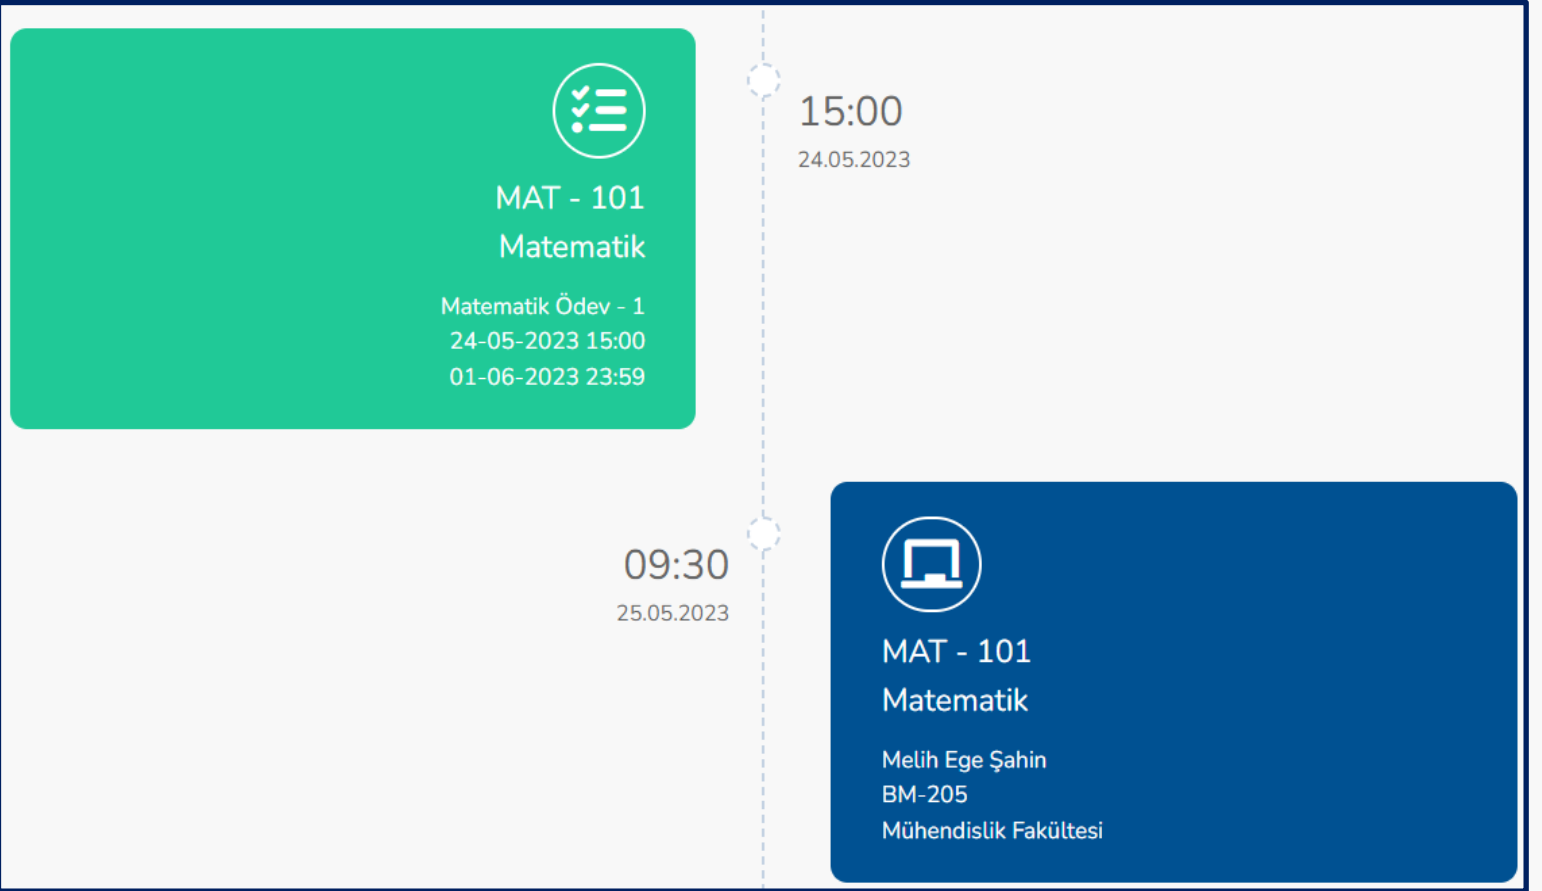 MAT - 101
Matematik
Matematik Ödev - 1
24-05-2023 15:00
01-06-2023 23:59
15:00
24.05.2023
09:30
25.05.2023
MAT - 101
Matematik
Melih Ege Şahin
BM-205
Mühendislik Fakültesi